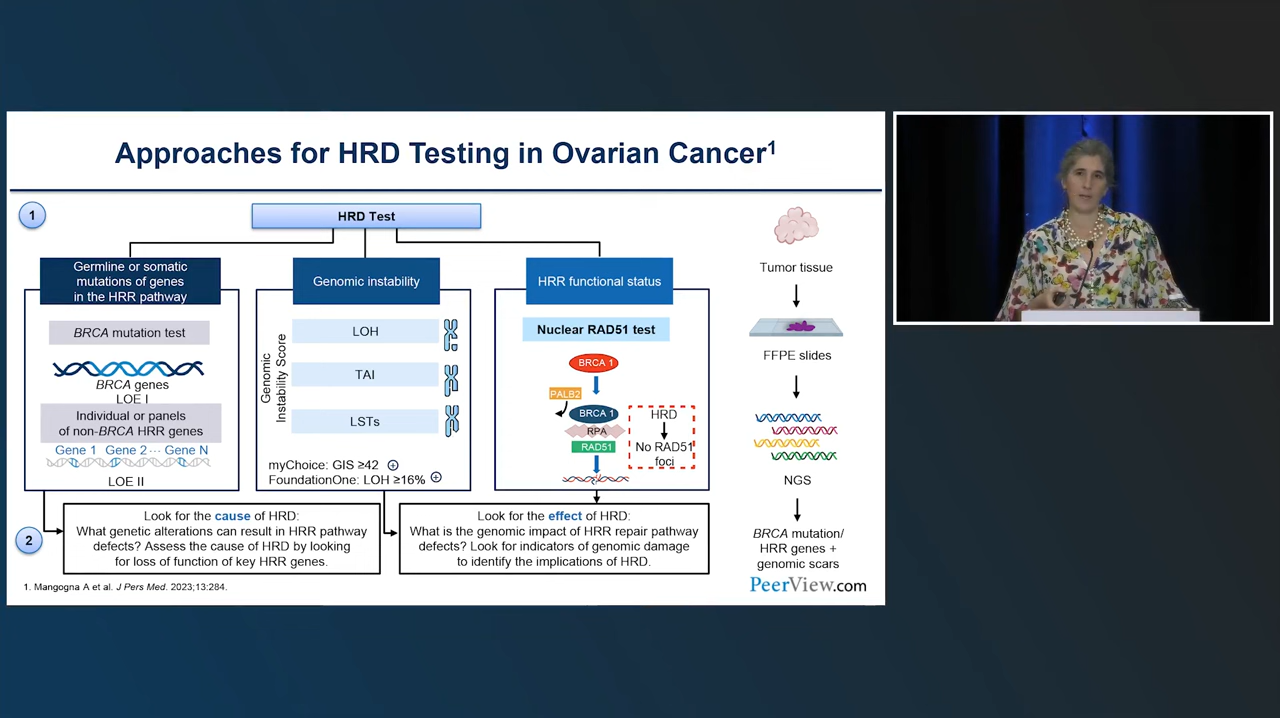 Approaches for HRD Testing in Ovarian Cancer1
1
HRD Test
Germline or somatic
mutations of genes
in the HRR pathway
BRCA mutation test
BRCA genes
LOE I
Individual or panels
of non-BRCA HRR genes
Gene 1 Gene 2 ··· Gene N
LOE II
Genomic instability
Genomic
Instability Score
LOH
TAI
LSTs
myChoice: GIS ≥42 +
FoundationOne: LOH ≥16% +
HRR functional status
Nuclear RAD51 test
BRCA 1
PALB2
BRCA 1
RPA
RAD51
HRD
No RAD51
foci
2
Look for the cause of HRD:
What genetic alterations can result in HRR pathway
defects? Assess the cause of HRD by looking
for loss of function of key HRR genes.
Look for the effect of HRD:
What is the genomic impact of HRR repair pathway
defects? Look for indicators of genomic damage
to identify the implications of HRD.
Tumor tissue
FFPE slides
NGS
BRCA mutation/
HRR genes +
genomic scars
1. Mangogna A et al. J Pers Med. 2023;13:284.
PeerView.com